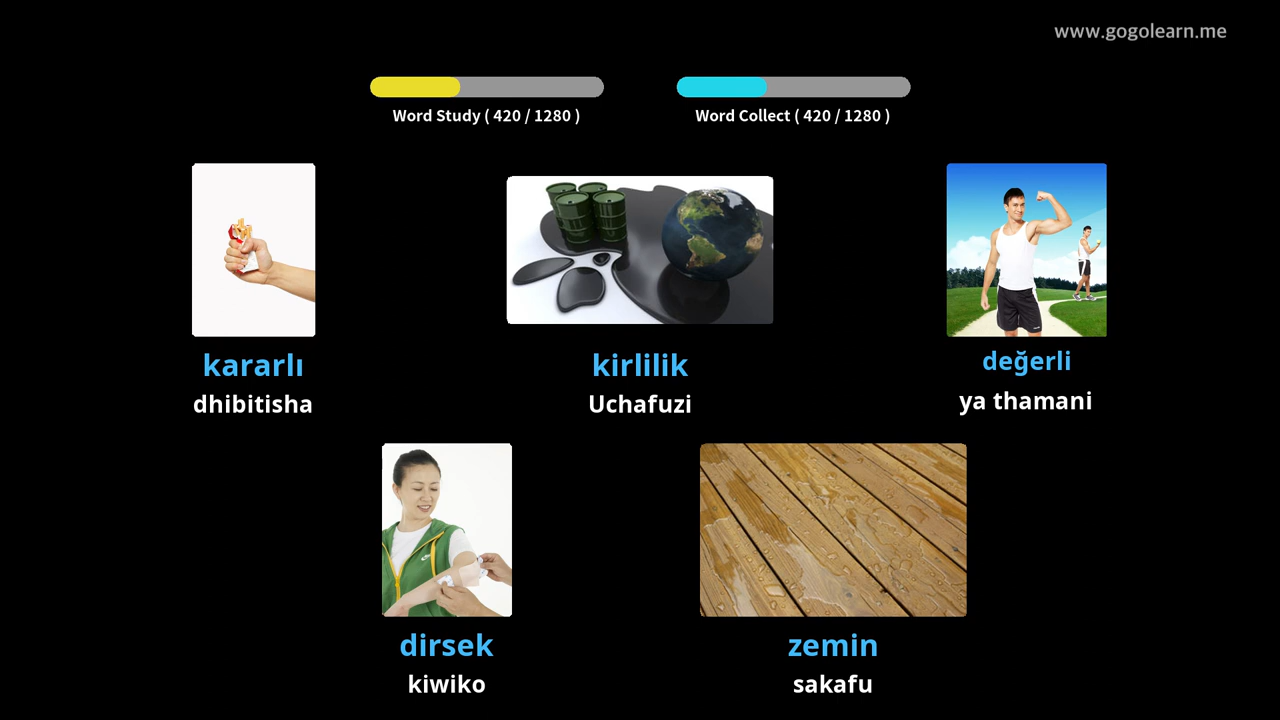 www.gogolearn.me
Word Study ( 420 / 1280 )
Word Collect ( 420 / 1280 )
kararlı
dhibitisha
kirlilik
Uchafuzi
değerli
ya thamani
dirsek
kiwiko
zemin
sakafu